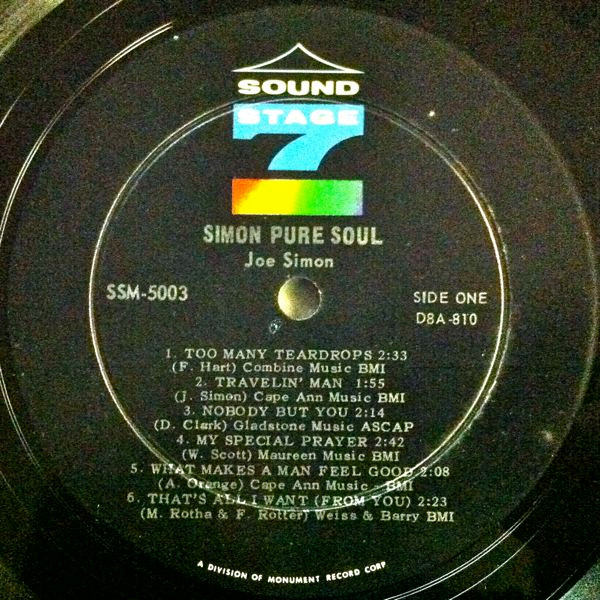 SOUND
STAGE
7
SIMON PURE SOUL
Joe Simon
SSM-5003
SIDE ONE
D8A-810
1. TOO MANY TEARDROPS 2:33
(F. Hart) Combine Music BMI
2. TRAVELIN' MAN 1:55
(J. Simon) Cape Ann Music BMI
3. NOBODY BUT YOU 2:14
(D. Clark) Gladstone Music ASCAP
4. MY SPECIAL PRAYER 2:42
(W. Scott) Maureen Music BMI
5. WHAT MAKES A MAN FEEL GOOD 2:08
(A. Orange) Cape Ann Music - BMI
6. THAT'S ALL I WANT (FROM YOU) 2:23
(M. Rotha & F. Rotter) Weiss & Barry BMI
A DIVISION OF MONUMENT RECORD CORP.